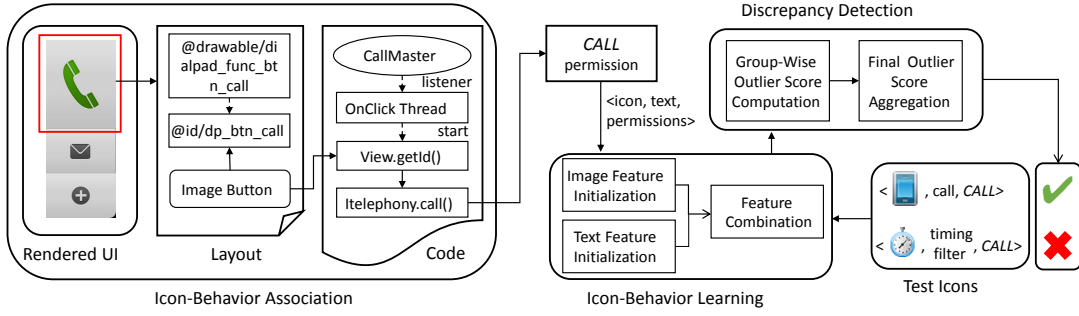 @drawable/di
alpad_func_bt
n_call
@id/dp_btn_call
Image Button
Rendered UI
Layout
CallMaster
listener
OnClick Thread
start
View.getId()
Itelephony.call()
Code
Icon-Behavior Association
CALL
permission
<icon, text,
permissions>
Image Feature
Initialization
Text Feature
Initialization
Feature
Combination
Icon-Behavior Learning
Discrepancy Detection
Group-Wise
Outlier Score
Computation
Final Outlier
Score
Aggregation
< , call, CALL>
< , timing
filter , CALL>
Test Icons